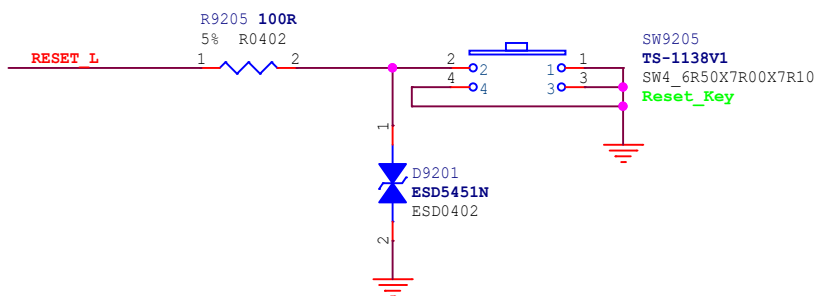 R9205 100R
5% R0402
RESET_L
1
2
SW9205
TS-1138V1
SW4_6R50X7R00X7R10
Reset_Key
2
2
1
1
4
4
3
3
1
D9201
ESD5451N
ESD0402
2